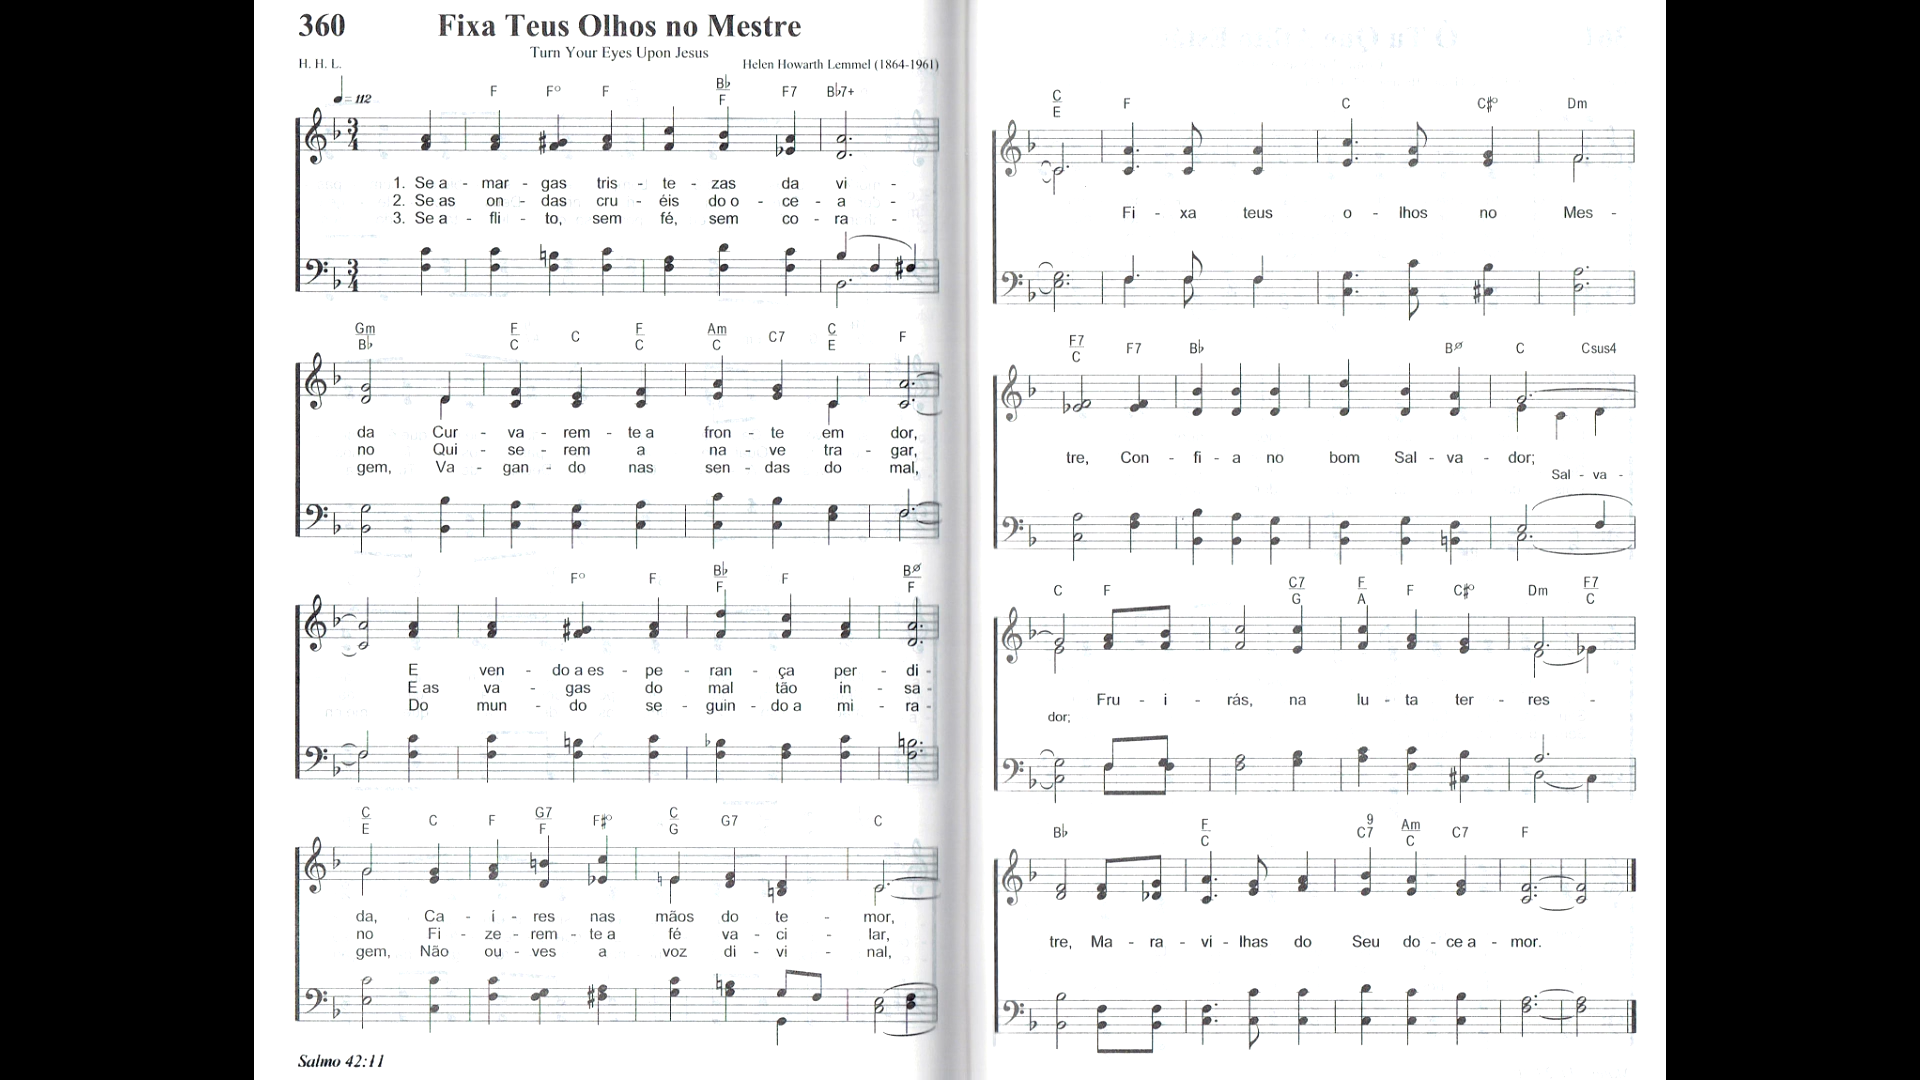 360 Fixa Teus Olhos no Mestre
Turn Your Eyes Upon Jesus
H. H. L. Helen Howarth Lemmel (1864-1961)
♩= 112
F Fº F B♭/F F7 B♭7+
1. Se a - mar - gas tris - te - zas da vi -
2. Se as on - das cru - éis do o - ce - a -
3. Se a - fli - to, sem fé, sem co - ra -
Gm/B♭ F/C C F/C Am/C C7 C/E F
da Cur - va - rem - te a fron - te em dor,
no Qui - se - rem a na - ve tra - gar,
gem, Va - gan - do nas sen - das do mal,
Fº F B♭/F F Bø/F
E ven - do a es - pe - ran - ça per - di -
E as va - gas do mal tão in - sa -
Do mun - do se - guin - do a mi - ra -
C/E C F G7/F F♯º C/G G7 C
da, Ca - i - res nas mãos do te - mor,
no Fi - ze - rem - te a fé va - ci - lar,
gem, Não ou - ves a voz di - vi - nal,
Salmo 42:11
C/E F C C♯º Dm
Fi - xa teus o - lhos no Mes -
F7/C F7 B♭ Bø C Csus4
tre, Con - fi - a no bom Sal - va - dor;
Sal - va -
C F C7/G F/A F C♯º Dm F7/C
Fru - i - rás, na lu - ta ter - res -
dor;
B♭ F/C C7 9 Am/C C7 F
tre, Ma - ra - vi - lhas do Seu do - ce a - mor.